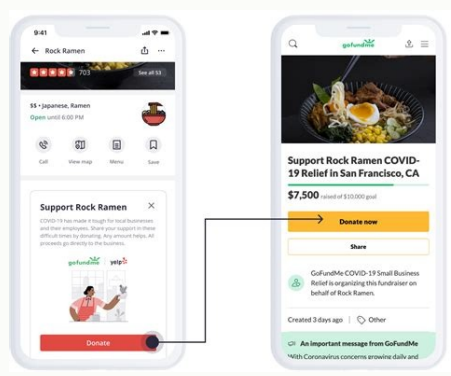 9:41
Rock Ramen
703
See all 53
$$ • Japanese, Ramen
Open until 6:00 PM
Call
View map
Menu
Save
Support Rock Ramen
COVID-19 has made it tough for local businesses
and their employees. Share your support in these
difficult times by donating. Any amount helps. All
proceeds go directly to the business.
gofundme
yelp
Donate
gofundme
Support Rock Ramen COVID-
19 Relief in San Francisco, CA
$7,500 raised of $10,000 goal
Donate now
Share
GoFundMe COVID-19 Small Business
Relief is organizing this fundraiser on
behalf of Rock Ramen.
Created 3 days ago
Other
An important message from GoFundMe
With Coronavirus concerns growing daily and